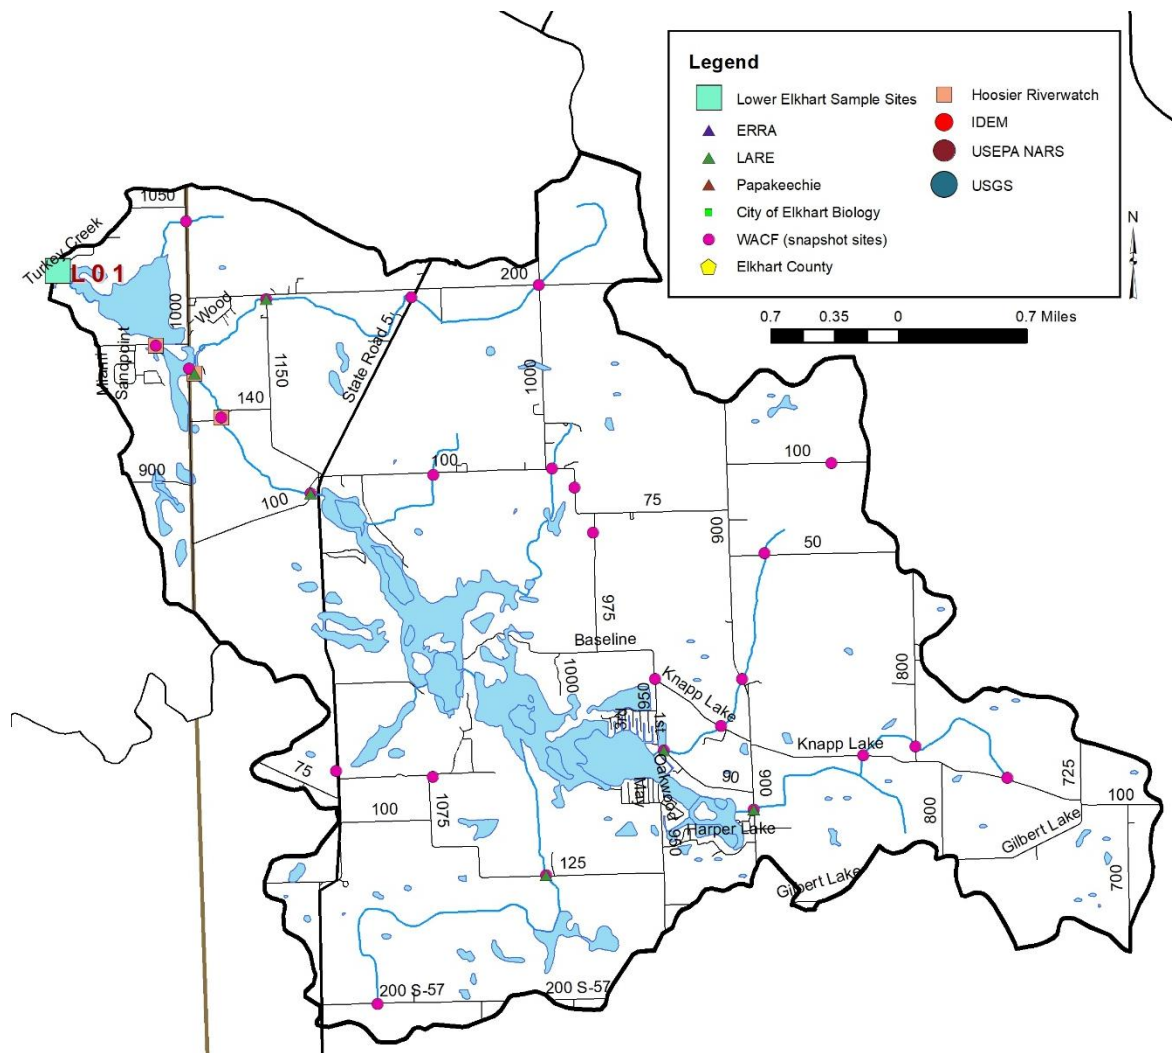 Legend
Lower Elkhart Sample Sites
ERRA
LARE
Papakeechie
City of Elkhart Biology
WACF (snapshot sites)
Elkhart County
Hoosier Riverwatch
IDEM
USEPA NARS
USGS
N
0.7 0.35 0 0.7 Miles
1050
Turkey Creek
L01
1000
Wood
200
State Road 5
Miami
Sandpoint
1150
1000
140
900
100
100
100
75
900
50
975
Baseline
1000
950
Knapp Lake
1st
800
Knapp Lake
75
90
Oakwood
May
900
725
100
1075
100
Harper Lake
950
800
Gilbert Lake
700
125
Gilbert Lake
200 S-57
200 S-57